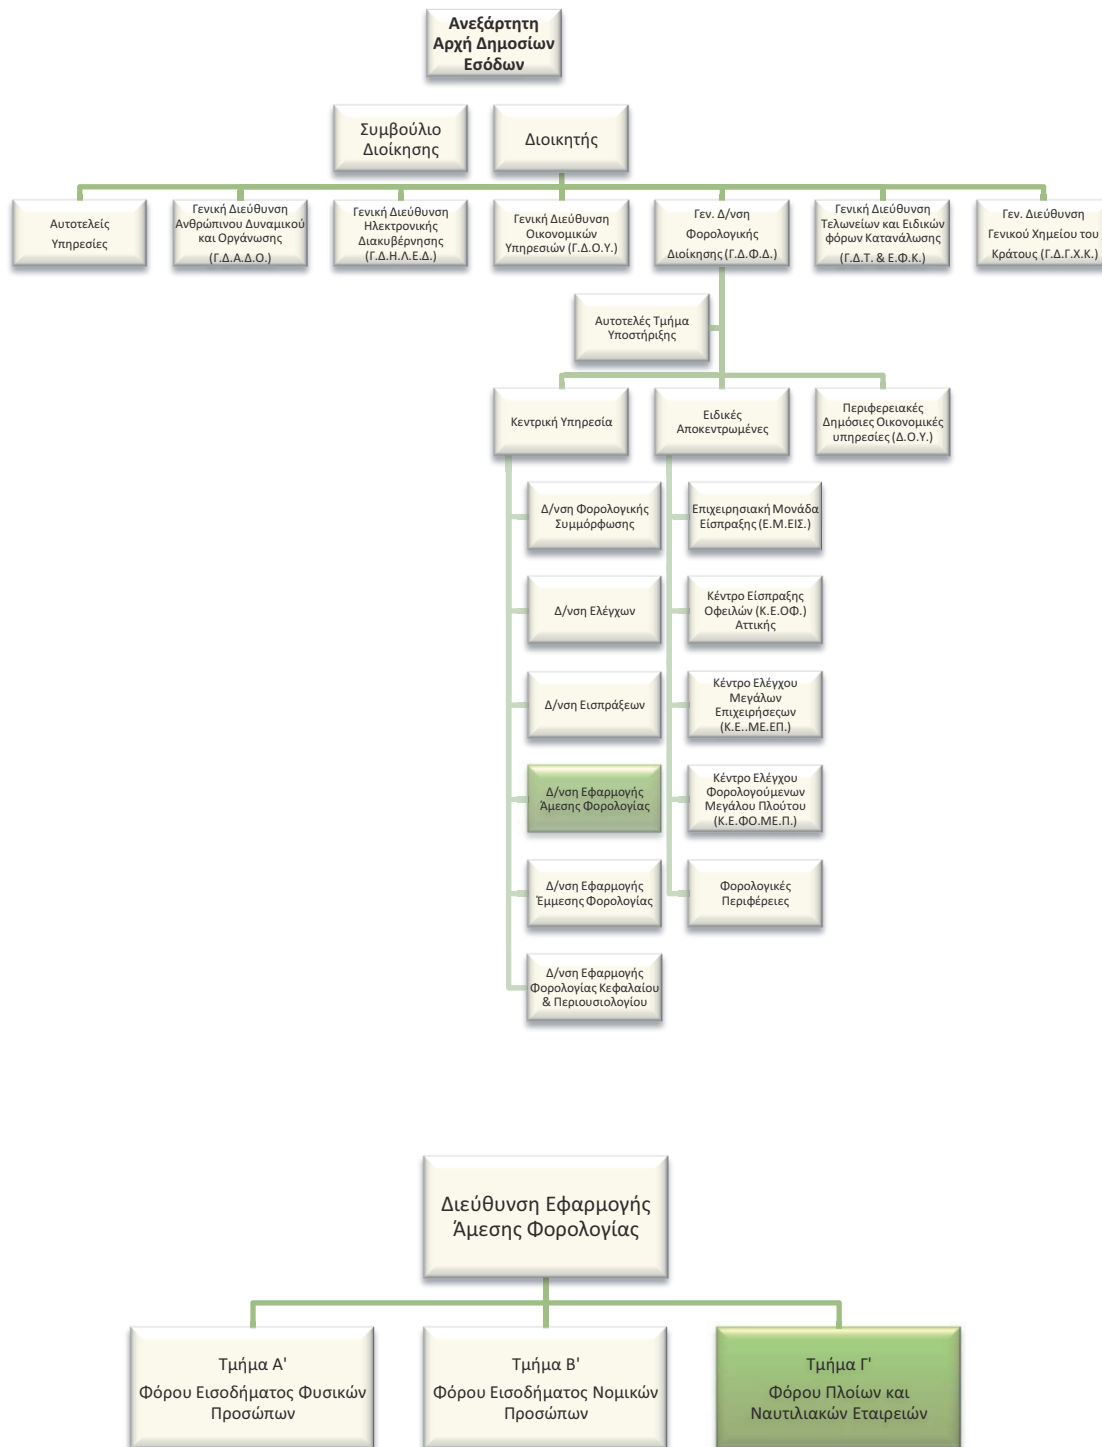 Ανεξάρτητη
Αρχή Δημοσίων
Εσόδων
Συμβούλιο
Διοίκησης
Διοικητής
Αυτοτελείς
Υπηρεσίες
Γενική Διεύθυνση
Ανθρώπινου Δυναμικού
και Οργάνωσης
(Γ.Δ.Α.Δ.Ο.)
Γενική Διεύθυνση
Ηλεκτρονικής
Διακυβέρνησης
(Γ.Δ.Η.Λ.Ε.Δ.)
Γενική Διεύθυνση
Οικονομικών
Υπηρεσιών (Γ.Δ.Ο.Υ.)
Γεν. Δ/νση
Φορολογικής
Διοίκησης (Γ.Δ.Φ.Δ.)
Γενική Διεύθυνση
Τελωνείων και Ειδικών
φόρων Κατανάλωσης
(Γ.Δ.Τ. & Ε.Φ.Κ.)
Γεν. Διεύθυνση
Γενικού Χημείου του
Κράτους (Γ.Δ.Γ.Χ.Κ.)
Αυτοτελές Τμήμα
Υποστήριξης
Κεντρική Υπηρεσία
Ειδικές
Αποκεντρωμένες
Περιφερειακές
Δημόσιες Οικονομικές
υπηρεσίες (Δ.Ο.Υ.)
Δ/νση Φορολογικής
Συμμόρφωσης
Δ/νση Ελέγχων
Δ/νση Εισπράξεων
Δ/νση Εφαρμογής
Άμεσης Φορολογίας
Δ/νση Εφαρμογής
Έμμεσης Φορολογίας
Δ/νση Εφαρμογής
Φορολογίας Κεφαλαίου
& Περιουσιολογίου
Επιχειρησιακή Μονάδα
Είσπραξης (Ε.Μ.ΕΙΣ.)
Κέντρο Είσπραξης
Οφειλών (Κ.Ε.ΟΦ.)
Αττικής
Κέντρο Ελέγχου
Μεγάλων
Επιχειρήσεςων
(Κ.Ε..ΜΕ.ΕΠ.)
Κέντρο Ελέγχου
Φορολογούμενων
Μεγάλου Πλούτου
(Κ.Ε.ΦΟ.ΜΕ.Π.)
Φορολογικές
Περιφέρειες
Διεύθυνση Εφαρμογής
Άμεσης Φορολογίας
Τμήμα Α'
Φόρου Εισοδήματος Φυσικών
Προσώπων
Τμήμα Β'
Φόρου Εισοδήματος Νομικών
Προσώπων
Τμήμα Γ'
Φόρου Πλοίων και
Ναυτιλιακών Εταιρειών